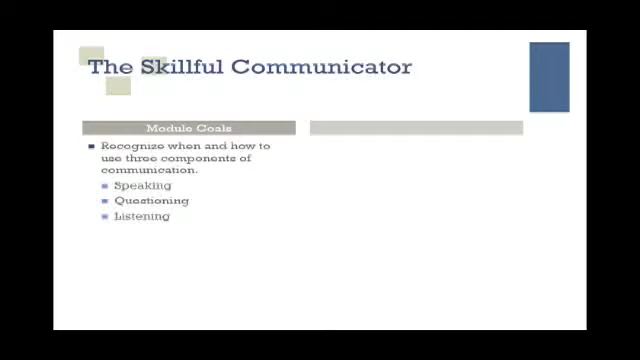 The Skillful Communicator
Module Goals
Recognize when and how to
use three components of
communication.
Speaking
Questioning
Listening